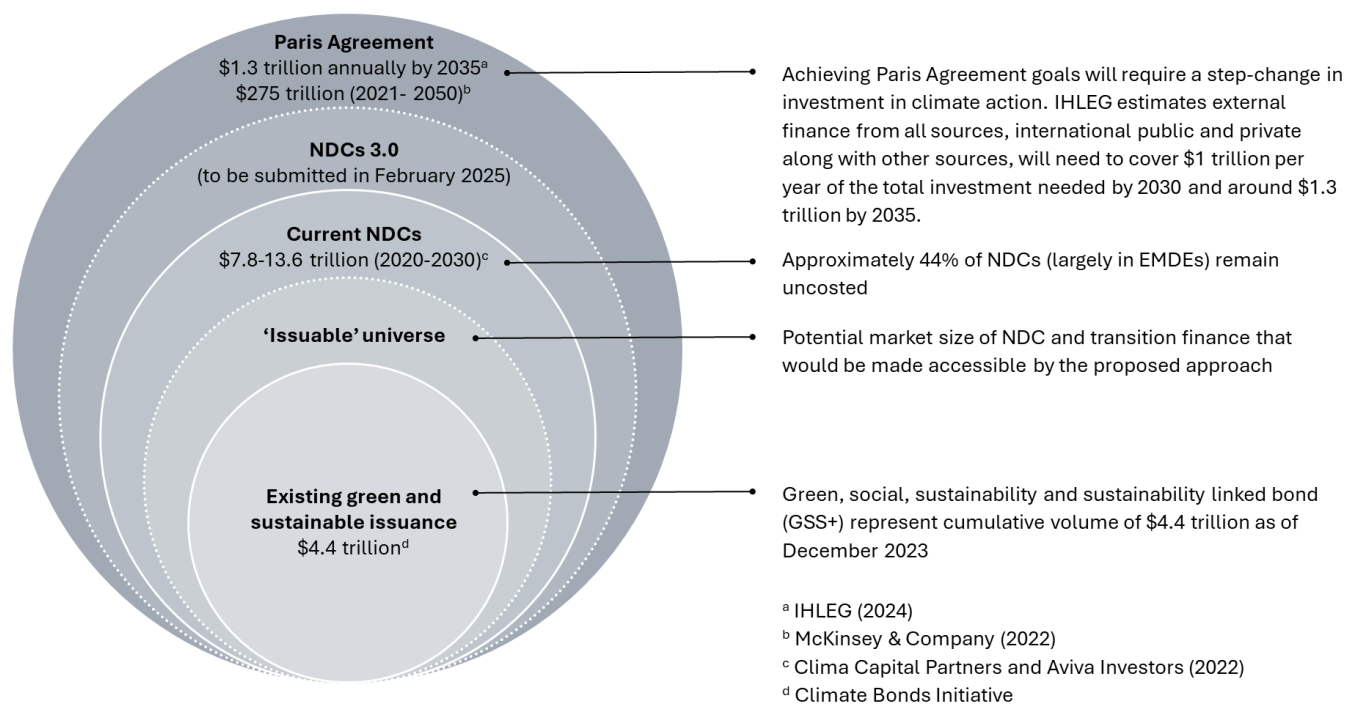 Paris Agreement
$1.3 trillion annually by 2035ᵃ
$275 trillion (2021- 2050)ᵇ
NDCs 3.0
(to be submitted in February 2025)
Current NDCs
$7.8-13.6 trillion (2020-2030)ᶜ
‘Issuable’ universe
Existing green and
sustainable issuance
$4.4 trillionᵈ
Achieving Paris Agreement goals will require a step-change in
investment in climate action. IHLEG estimates external
finance from all sources, international public and private
along with other sources, will need to cover $1 trillion per
year of the total investment needed by 2030 and around $1.3
trillion by 2035.
Approximately 44% of NDCs (largely in EMDEs) remain
uncosted
Potential market size of NDC and transition finance that
would be made accessible by the proposed approach
Green, social, sustainability and sustainability linked bond
(GSS+) represent cumulative volume of $4.4 trillion as of
December 2023
ᵃ IHLEG (2024)
ᵇ McKinsey & Company (2022)
ᶜ Clima Capital Partners and Aviva Investors (2022)
ᵈ Climate Bonds Initiative